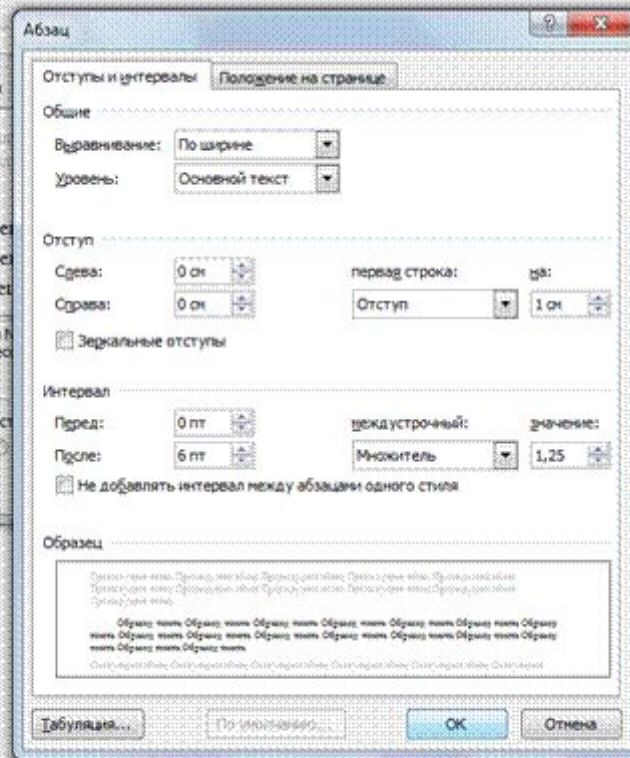 Абзац
Отступы и интервалы Положение на странице
Общие
Выравнивание: По ширине
Уровень: Основной текст
Отступ
Слева: 0 см первая строка: на:
Справа: 0 см Отступ 1 см
Зеркальные отступы
Интервал
Перед: 0 пт междустрочный: значение:
После: 6 пт Множитель 1,25
Не добавлять интервал между абзацами одного стиля
Образец
Табуляция... По умолчанию... ОК Отмена